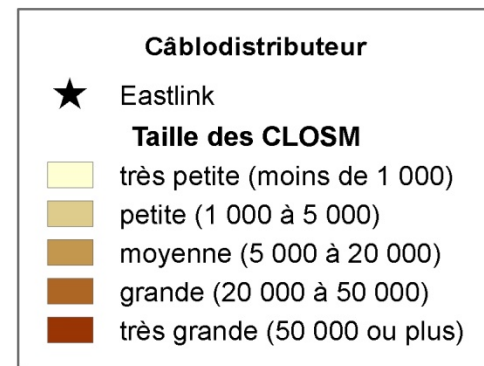 Câblodistributeur
Eastlink
Taille des CLOSM
très petite (moins de 1 000)
petite (1 000 à 5 000)
moyenne (5 000 à 20 000)
grande (20 000 à 50 000)
très grande (50 000 ou plus)